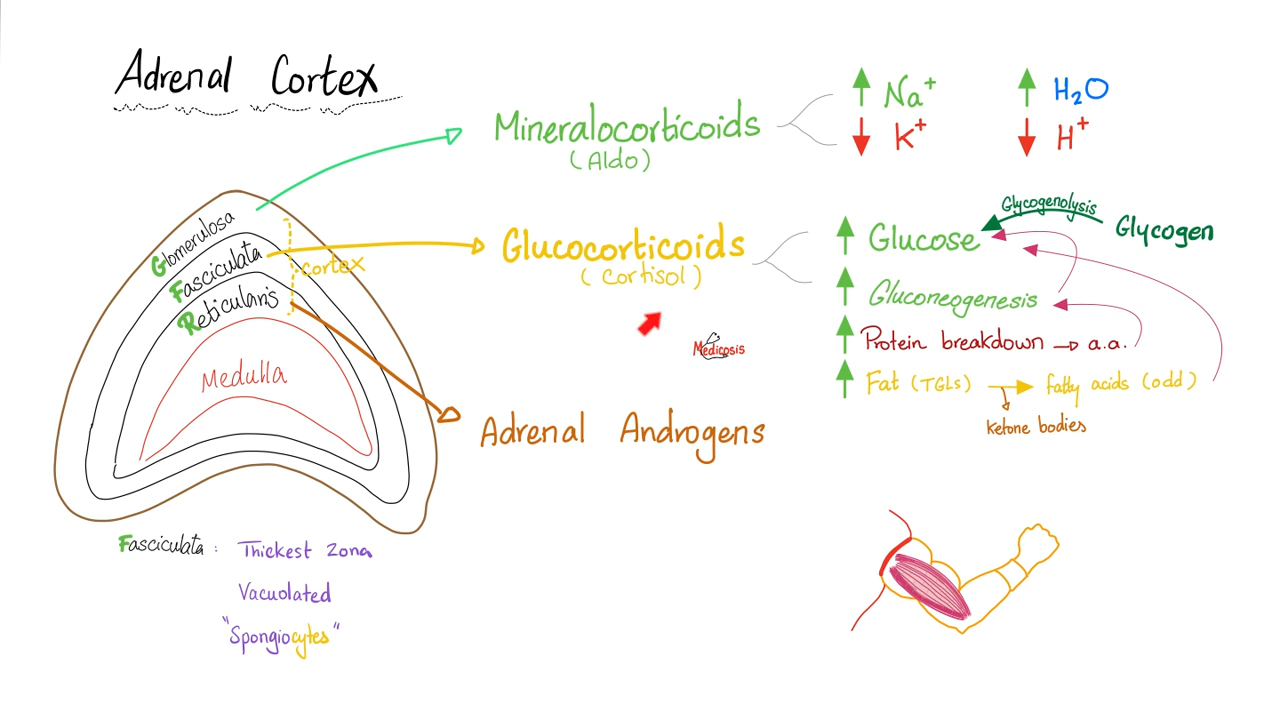 Adrenal Cortex
Mineralocorticoids
(Aldo)
Na+
K+
H2O
H+
Glomerulosa
Fasciculata
Reticularis
Cortex
Medulla
Glucocorticoids
(Cortisol)
Glycogenolysis
Glycogen
Glucose
Gluconeogenesis
Protein breakdown → a.a.
Fat (TGLs) → fatty acids (odd)
ketone bodies
Medicosis
Adrenal Androgens
Fasciculata : Thickest Zona
Vacuolated
"Spongiocytes"